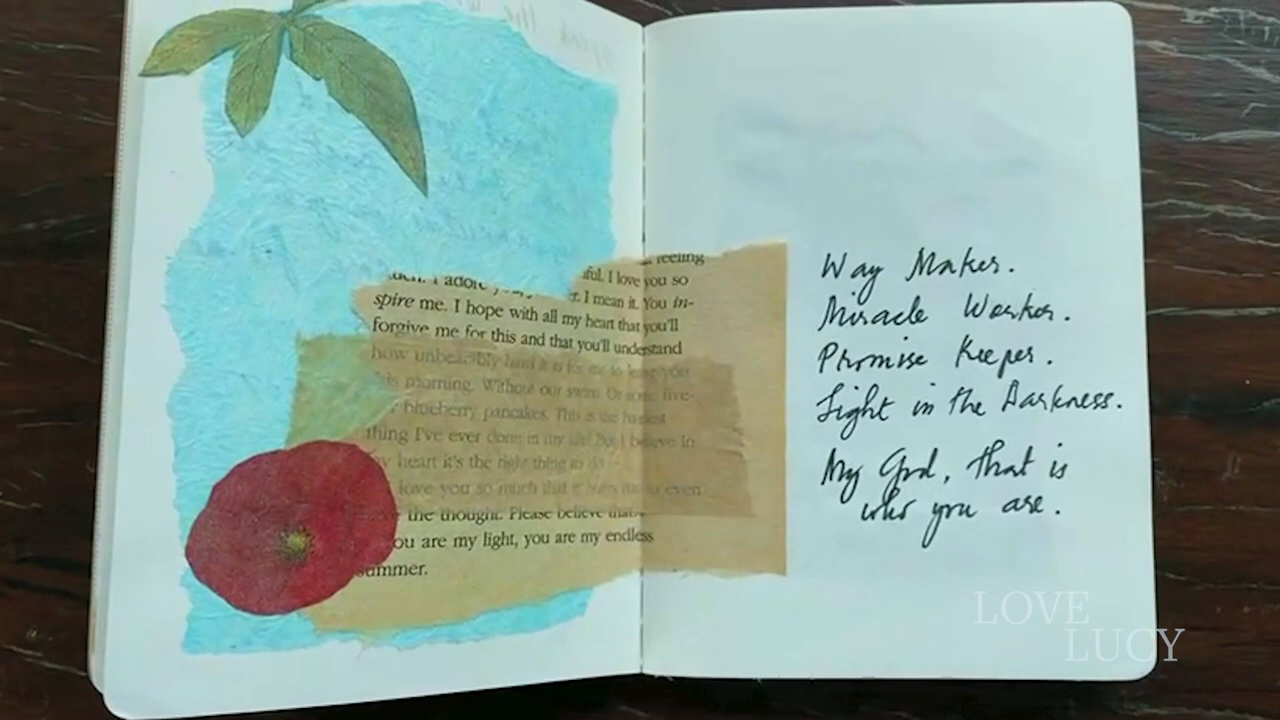 feeling
I adore
ful. I love you so
spire me. I hope with all my heart that you'll
I mean it. You in-
forgive me for this and that you'll understand
how unbearably hard it is for me to leave you
this morning. Without our swim. Or five-
blueberry pancakes. This is the hardest
thing I've ever done in my life! But I believe in
my heart it's the right thing to do
love you so much that it hurts me to even
the thought. Please believe that
you are my light, you are my endless
summer.
Way Maker.
Miracle Worker.
Promise Keeper.
Light in the Darkness.
My God, that is
who you are.
LOVE
LUCY